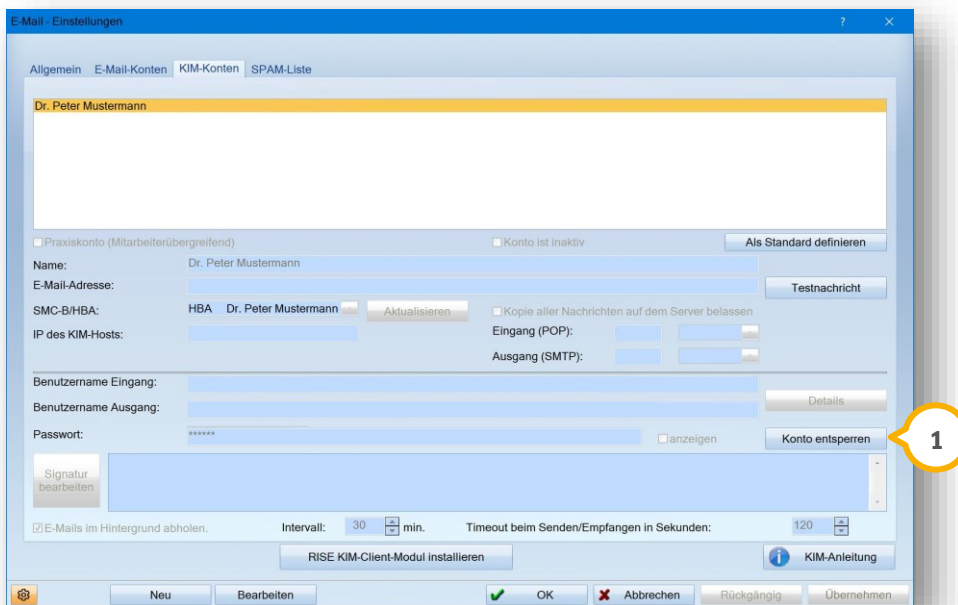 E-Mail - Einstellungen ? ×
Allgemein E-Mail-Konten KIM-Konten SPAM-Liste
Dr. Peter Mustermann
Praxiskonto (Mitarbeiterübergreifend) Konto ist inaktiv Als Standard definieren
Name: Dr. Peter Mustermann
E-Mail-Adresse: Testnachricht
SMC-B/HBA: HBA Dr. Peter Mustermann Aktualisieren Kopie aller Nachrichten auf dem Server belassen
IP des KIM-Hosts: Eingang (POP):
Ausgang (SMTP):
Benutzername Eingang:
Details
Benutzername Ausgang:
Passwort: ****** anzeigen Konto entsperren 1
Signatur
bearbeiten
E-Mails im Hintergrund abholen. Intervall: 30 min. Timeout beim Senden/Empfangen in Sekunden: 120
RISE KIM-Client-Modul installieren KIM-Anleitung
Neu Bearbeiten OK Abbrechen Rückgängig Übernehmen